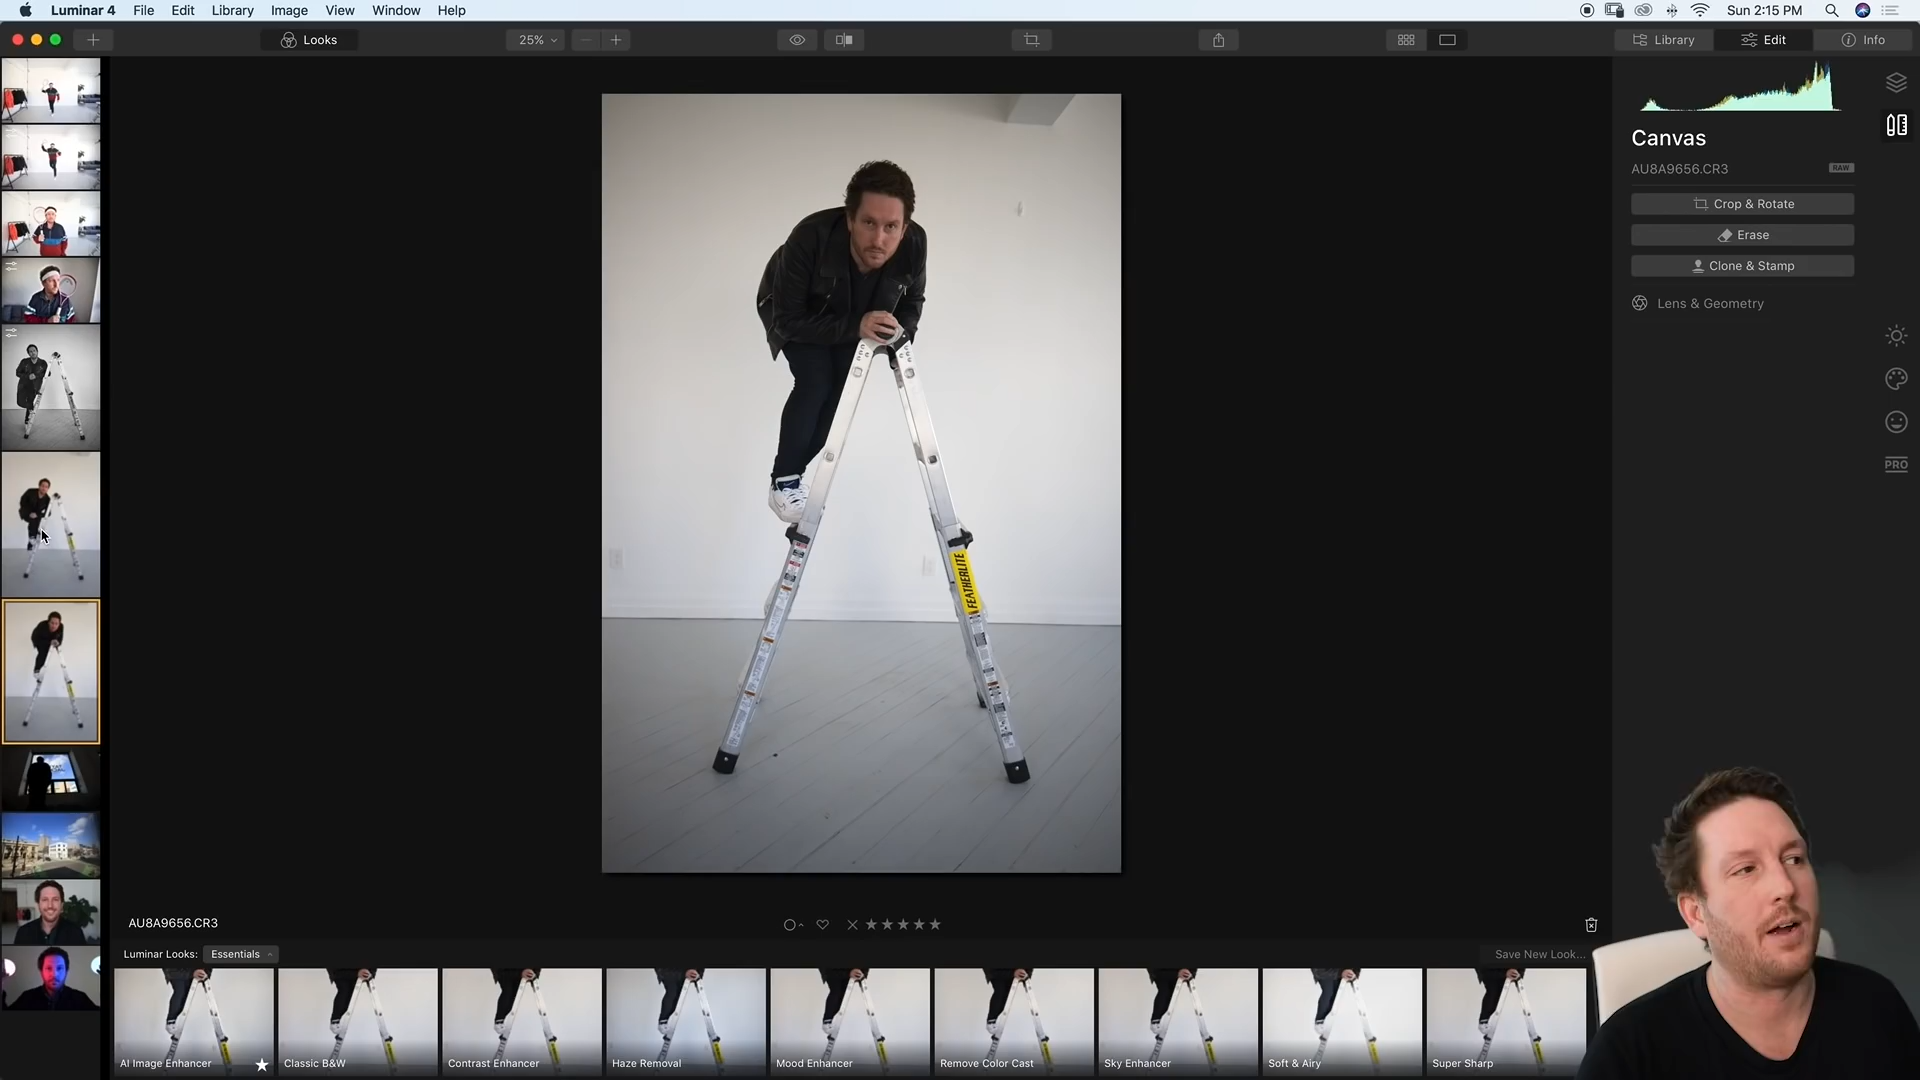 Luminar 4 File Edit Library Image View Window Help Sun 2:15 PM
Looks 25% Library Edit Info
Canvas
AU8A9656.CR3 RAW
Crop & Rotate
Erase
Clone & Stamp
Lens & Geometry
PRO
FEATHERLITE
AU8A9656.CR3
Luminar Looks: Essentials Save New Look...
AI Image Enhancer Classic B&W Contrast Enhancer Haze Removal Mood Enhancer Remove Color Cast Sky Enhancer Soft & Airy Super Sharp